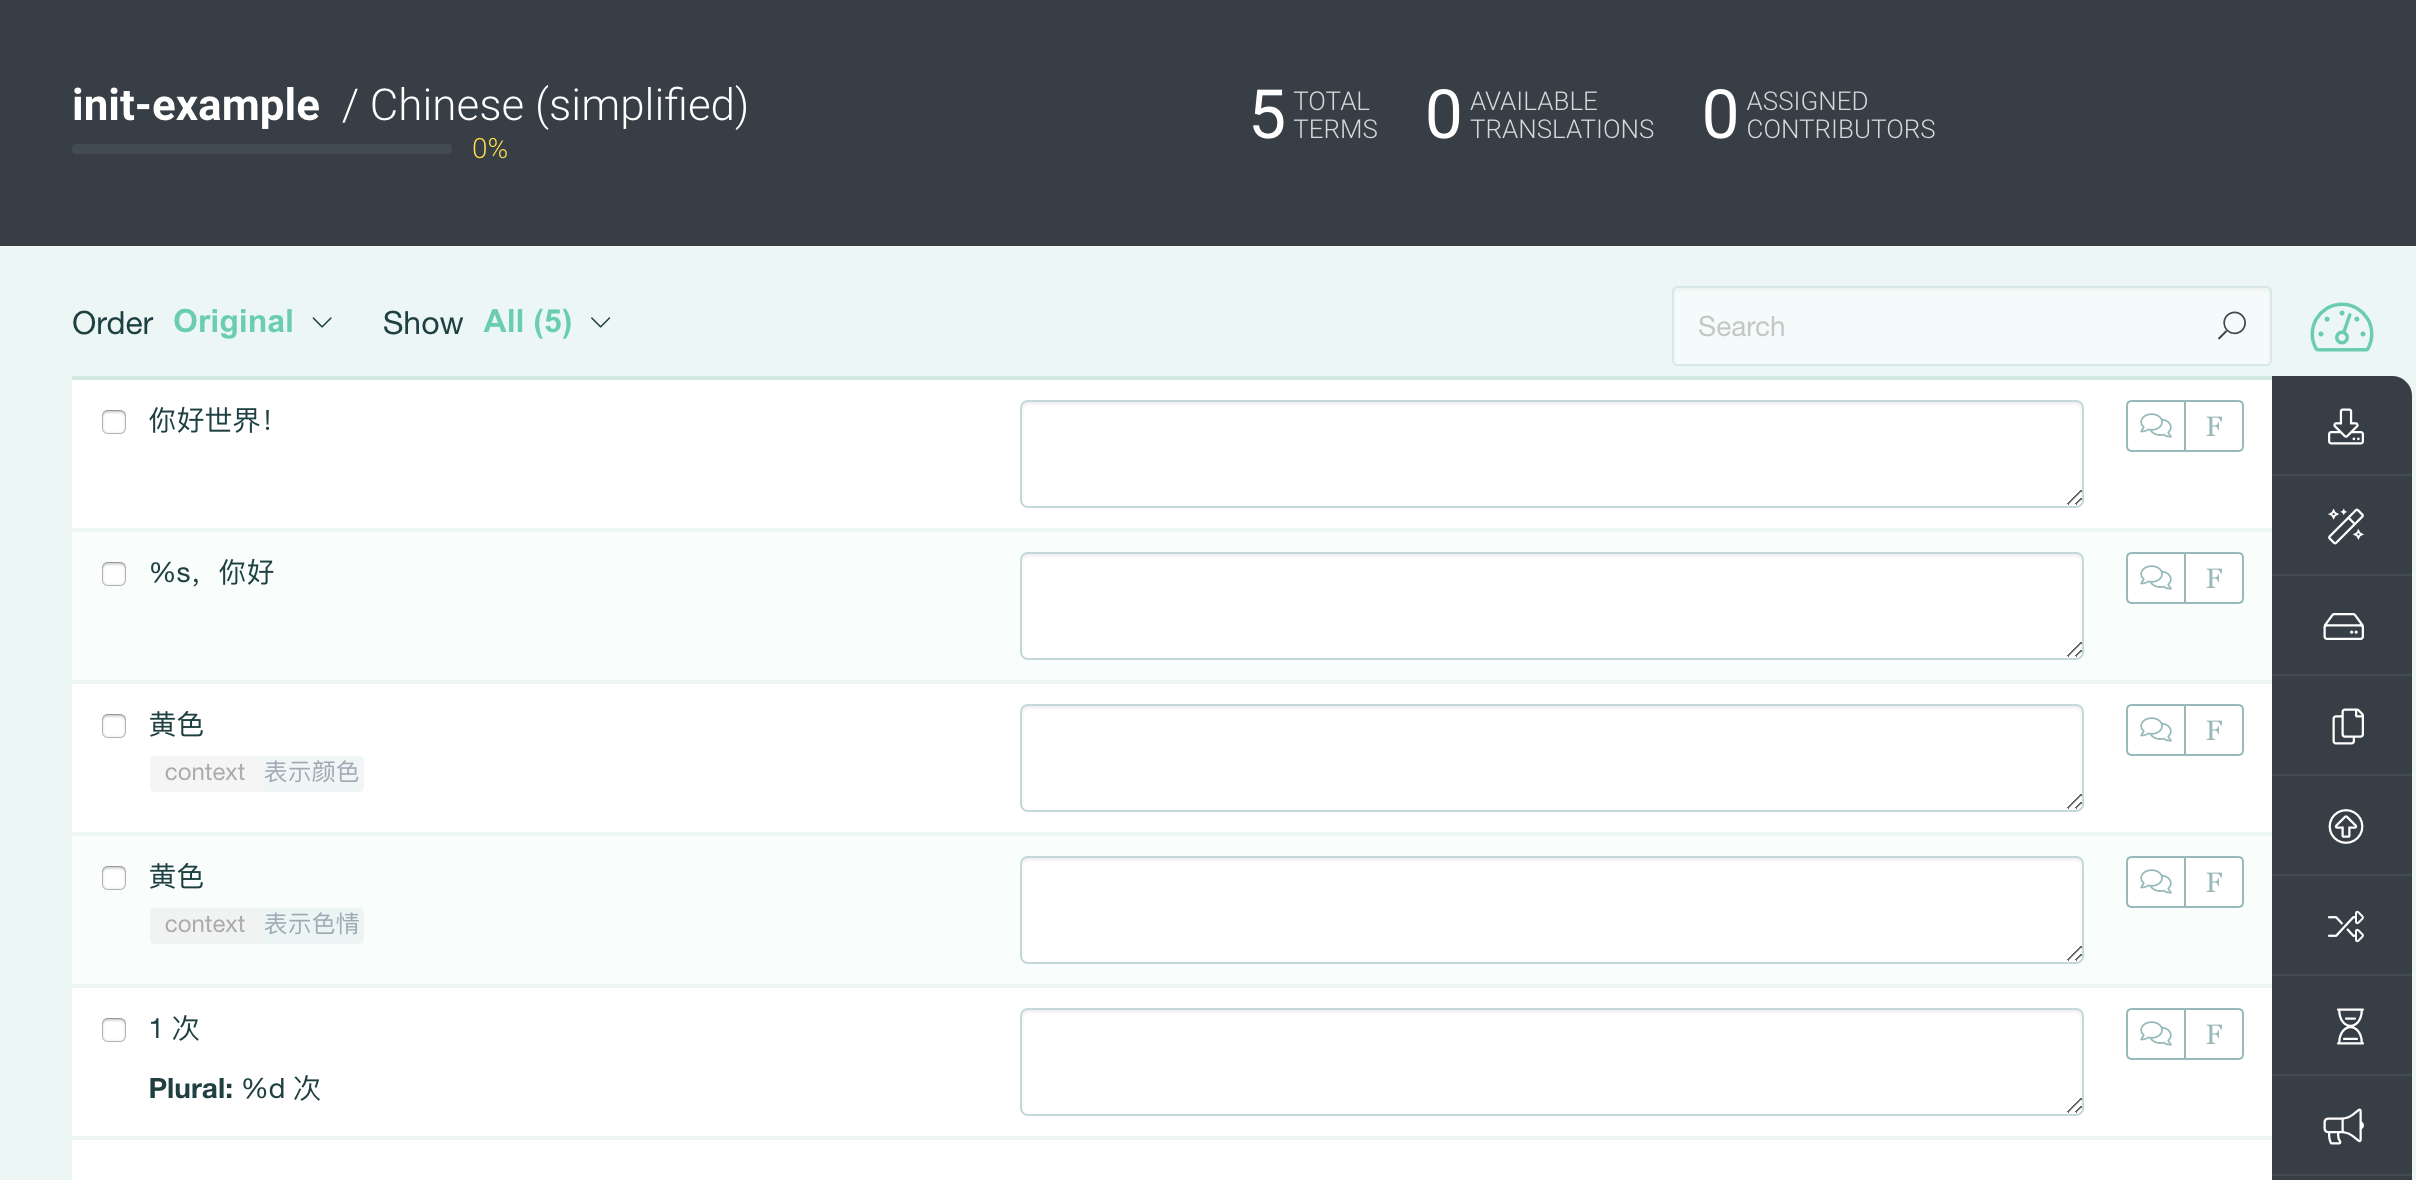 init-example / Chinese (simplified)
0%
5 TOTAL TERMS
0 AVAILABLE TRANSLATIONS
0 ASSIGNED CONTRIBUTORS
Order Original Show All (5)
Search
你好世界！
F
%s，你好
F
黄色
F
context 表示颜色
黄色
F
context 表示色情
1 次
F
Plural: %d 次